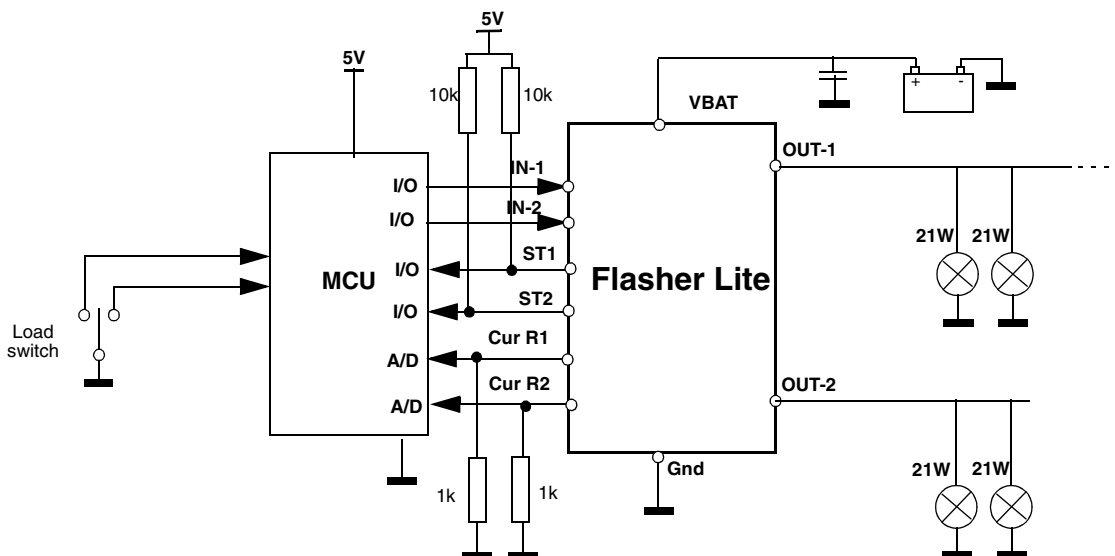 5V
5V
10k
10k
+ -
VBAT
OUT-1
I/O
IN-1
I/O
IN-2
21W 21W
MCU
I/O
ST1
Flasher Lite
I/O
ST2
Load
switch
A/D
Cur R1
A/D
Cur R2
OUT-2
Gnd
21W 21W
1k
1k